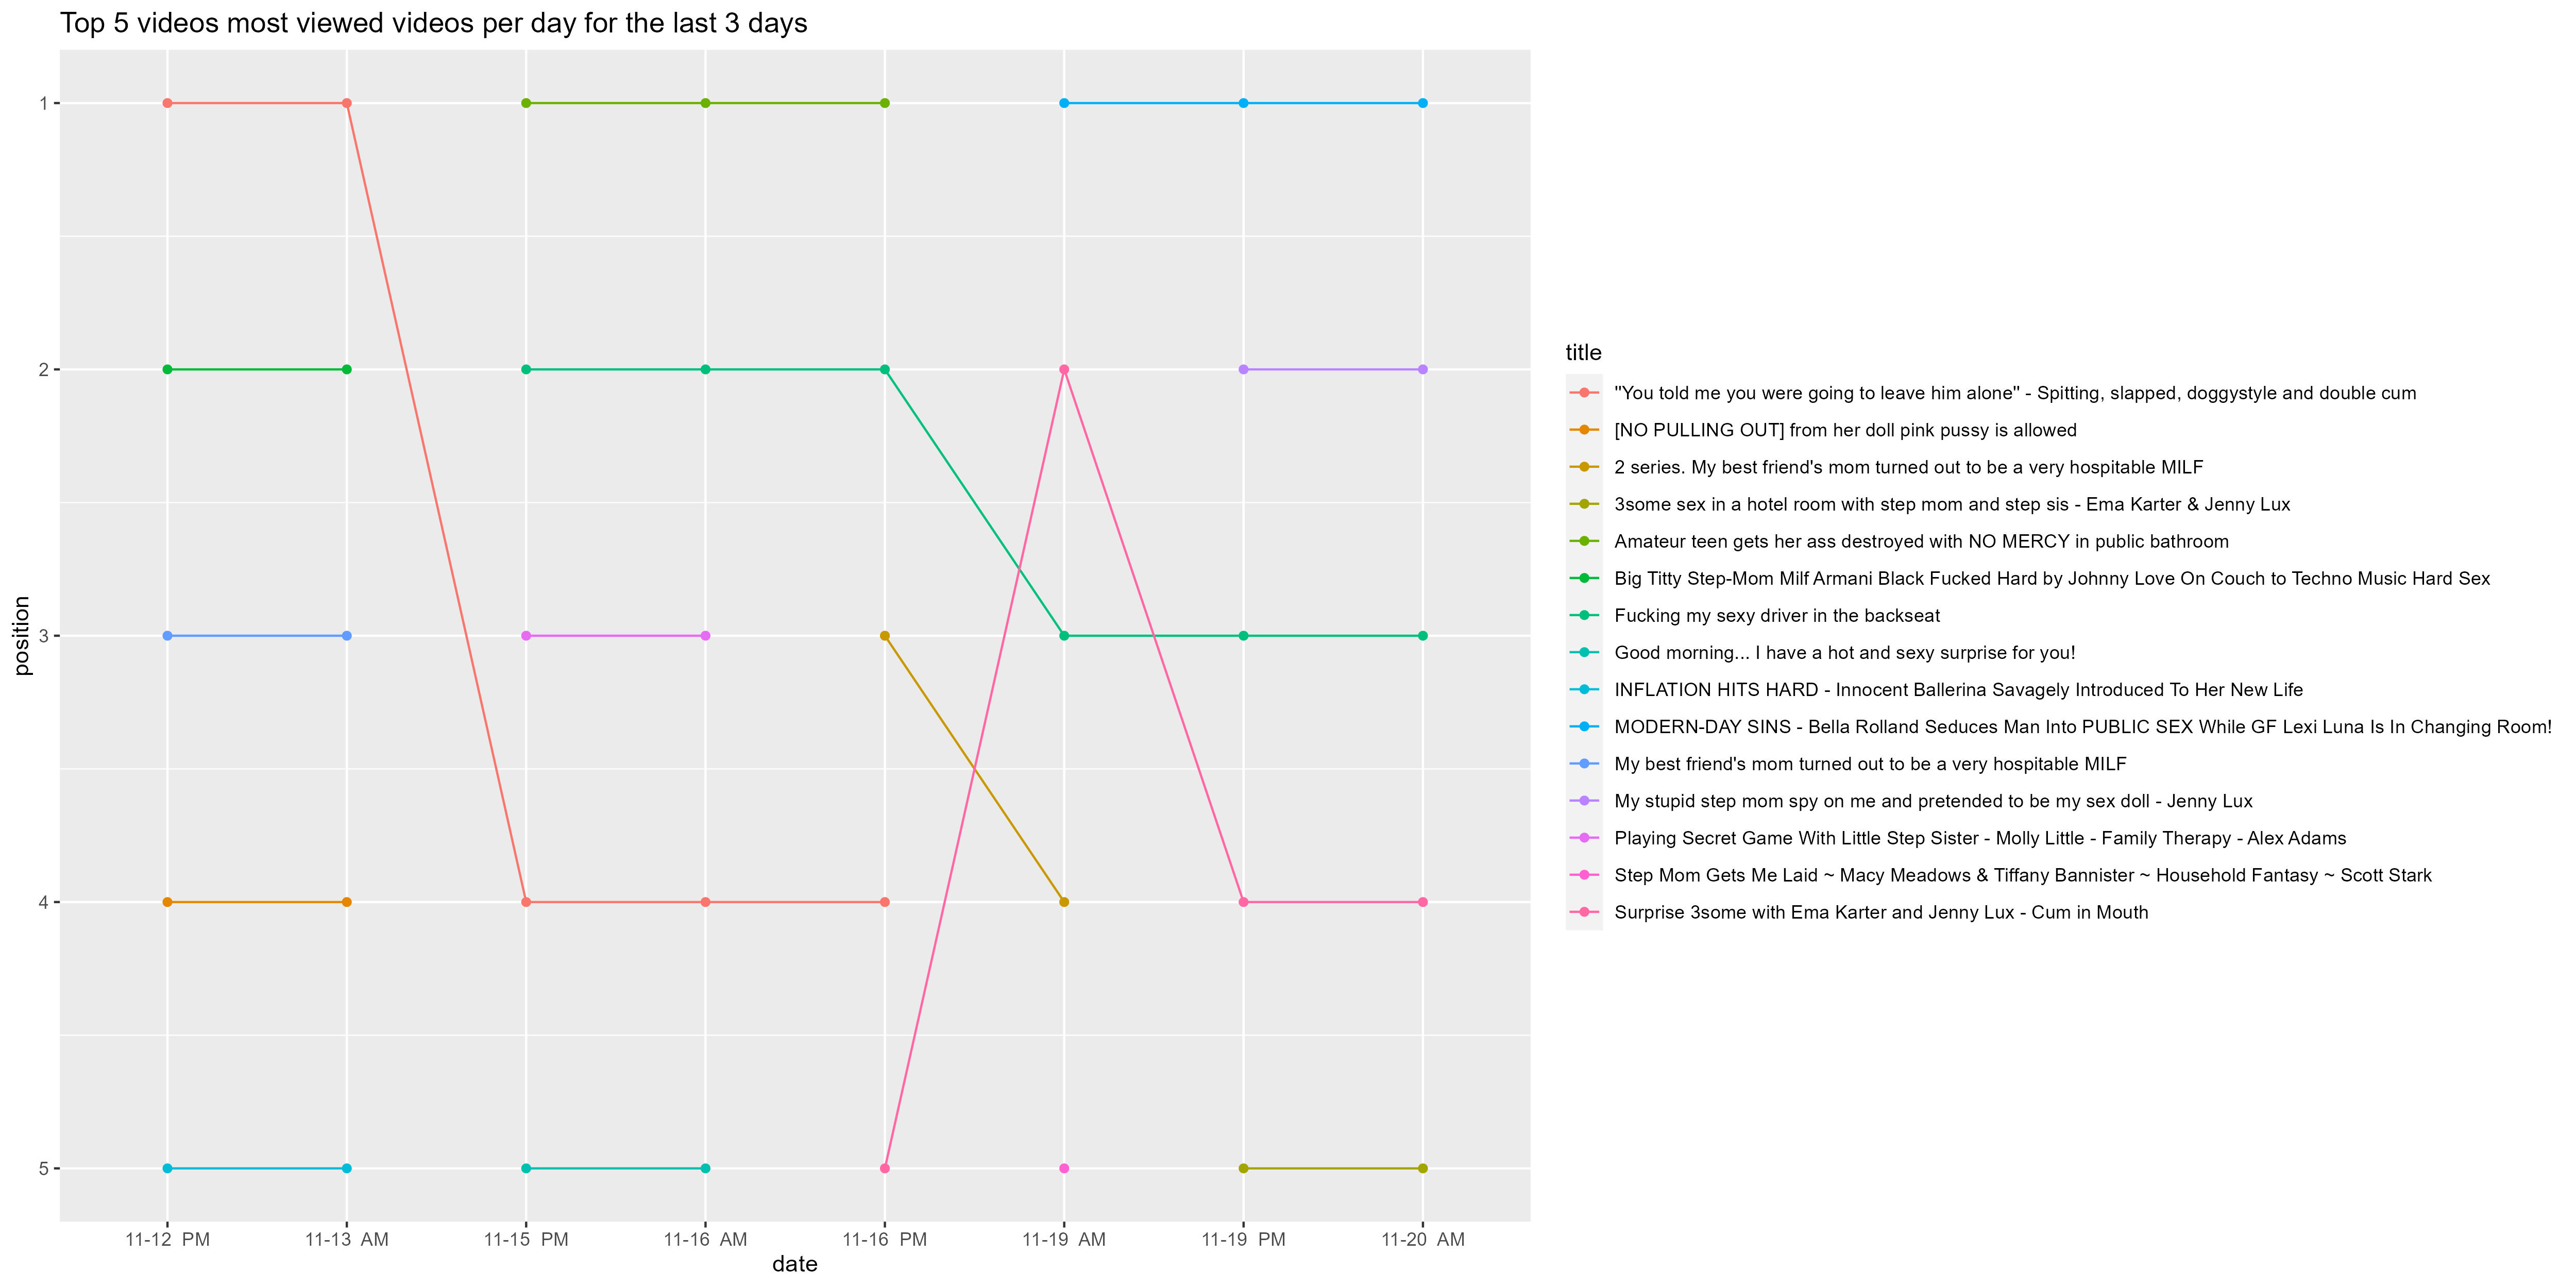 Top 5 videos most viewed videos per day for the last 3 days
position
1
2
3
4
5
11-12 PM
11-13 AM
11-15 PM
11-16 AM
11-16 PM
11-19 AM
11-19 PM
11-20 AM
date
title
"You told me you were going to leave him alone" - Spitting, slapped, doggystyle and double cum
[NO PULLING OUT] from her doll pink pussy is allowed
2 series. My best friend's mom turned out to be a very hospitable MILF
3some sex in a hotel room with step mom and step sis - Ema Karter & Jenny Lux
Amateur teen gets her ass destroyed with NO MERCY in public bathroom
Big Titty Step-Mom Milf Armani Black Fucked Hard by Johnny Love On Couch to Techno Music Hard Sex
Fucking my sexy driver in the backseat
Good morning... I have a hot and sexy surprise for you!
INFLATION HITS HARD - Innocent Ballerina Savagely Introduced To Her New Life
MODERN-DAY SINS - Bella Rolland Seduces Man Into PUBLIC SEX While GF Lexi Luna Is In Changing Room!
My best friend's mom turned out to be a very hospitable MILF
My stupid step mom spy on me and pretended to be my sex doll - Jenny Lux
Playing Secret Game With Little Step Sister - Molly Little - Family Therapy - Alex Adams
Step Mom Gets Me Laid ~ Macy Meadows & Tiffany Bannister ~ Household Fantasy ~ Scott Stark
Surprise 3some with Ema Karter and Jenny Lux - Cum in Mouth